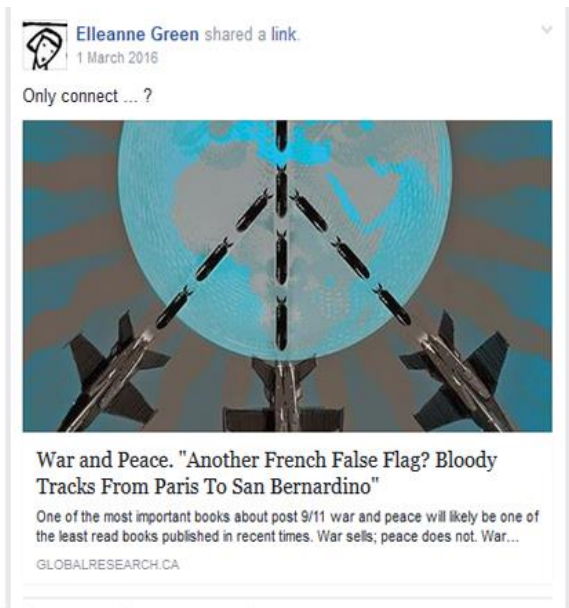 Elleanne Green shared a link.
1 March 2016
Only connect ... ?
War and Peace. "Another French False Flag? Bloody
Tracks From Paris To San Bernardino"
One of the most important books about post 9/11 war and peace will likely be one of
the least read books published in recent times. War sells; peace does not. War...
GLOBALRESEARCH.CA